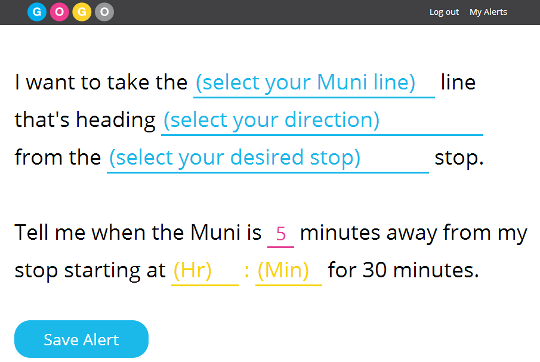 GOGO Log out My Alerts
I want to take the (select your Muni line) line
that's heading (select your direction)
from the (select your desired stop) stop.
Tell me when the Muni is 5 minutes away from my
stop starting at (Hr) : (Min) for 30 minutes.
Save Alert